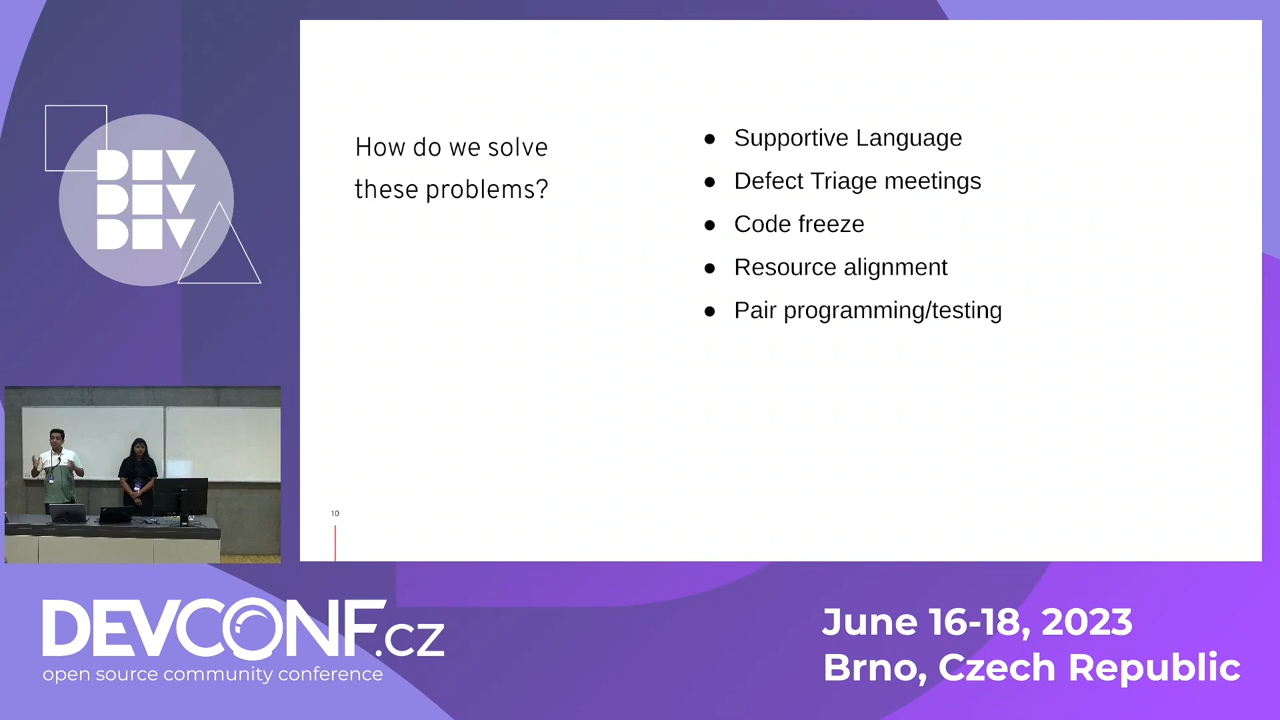 DEV
DEV
DEV
How do we solve
these problems?
● Supportive Language
● Defect Triage meetings
● Code freeze
● Resource alignment
● Pair programming/testing
10
DEVCONF.CZ
open source community conference
June 16-18, 2023
Brno, Czech Republic